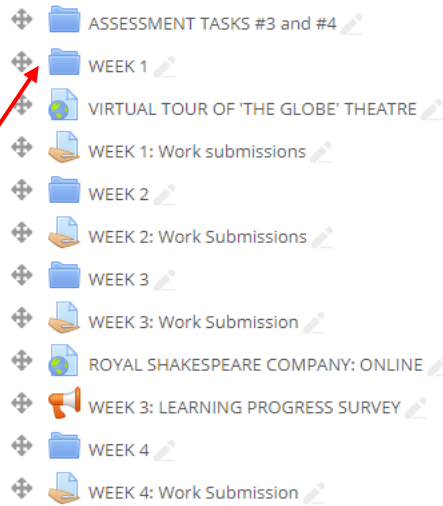 ASSESSMENT TASKS #3 and #4
WEEK 1
VIRTUAL TOUR OF 'THE GLOBE' THEATRE
WEEK 1: Work submissions
WEEK 2
WEEK 2: Work Submissions
WEEK 3
WEEK 3: Work Submission
ROYAL SHAKESPEARE COMPANY: ONLINE
WEEK 3: LEARNING PROGRESS SURVEY
WEEK 4
WEEK 4: Work Submission